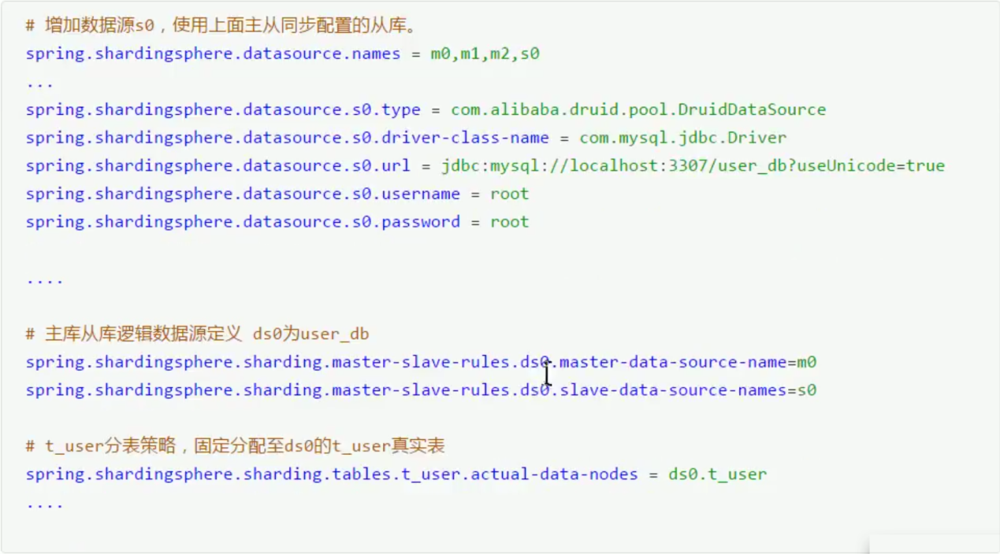 # 增加数据源s0，使用上面主从同步配置的从库。
spring.shardingsphere.datasource.names = m0,m1,m2,s0
...
spring.shardingsphere.datasource.s0.type = com.alibaba.druid.pool.DruidDataSource
spring.shardingsphere.datasource.s0.driver-class-name = com.mysql.jdbc.Driver
spring.shardingsphere.datasource.s0.url = jdbc:mysql://localhost:3307/user_db?useUnicode=true
spring.shardingsphere.datasource.s0.username = root
spring.shardingsphere.datasource.s0.password = root
....
# 主库从库逻辑数据源定义 ds0为user_db
spring.shardingsphere.sharding.master-slave-rules.ds0.master-data-source-name=m0
spring.shardingsphere.sharding.master-slave-rules.ds0.slave-data-source-names=s0
# t_user分表策略，固定分配至ds0的t_user真实表
spring.shardingsphere.sharding.tables.t_user.actual-data-nodes = ds0.t_user
....